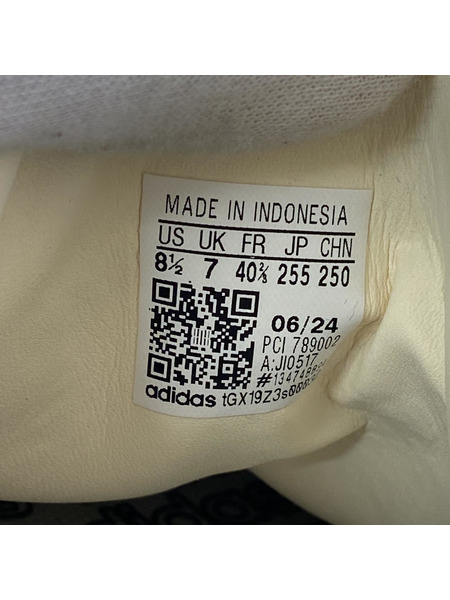 MADE IN INDONESIA
US UK FR JP CHN
8½ 7 40⅔ 255 250
06/24
PCI 789002
A:JI0517
adidas